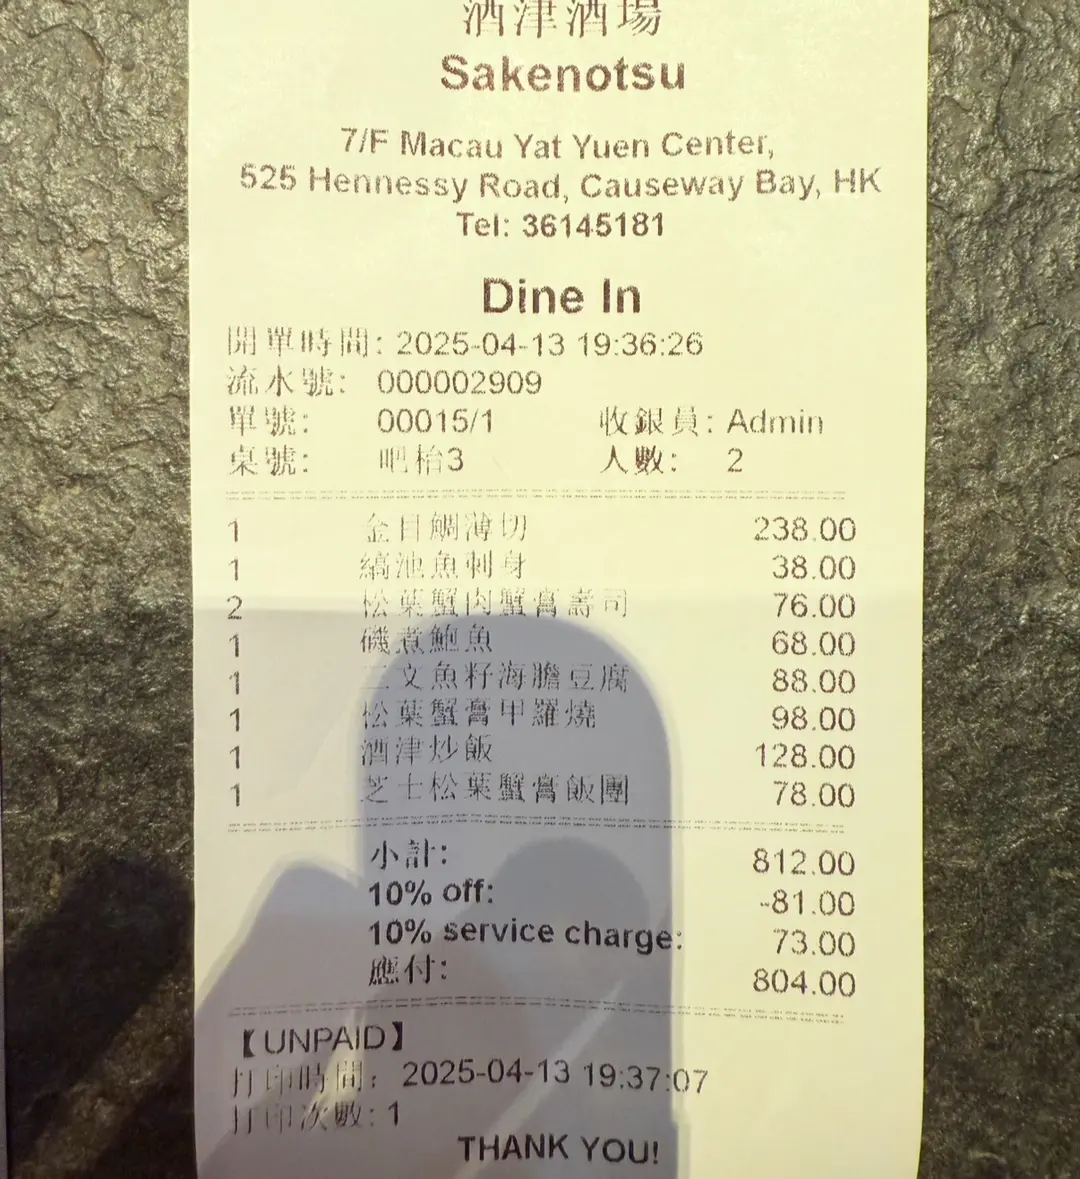 酒津酒場
Sakenotsu
7/F Macau Yat Yuen Center,
525 Hennessy Road, Causeway Bay, HK
Tel: 36145181
Dine In
開單時間: 2025-04-13 19:36:26
流水號: 000002909
單號: 00015/1 收銀員: Admin
桌號: 吧枱3 人數: 2
1 金目鯛薄切 238.00
1 縞池魚刺身 38.00
2 松葉蟹肉蟹膏壽司 76.00
1 磯煮鮑魚 68.00
1 三文魚籽海膽豆腐 88.00
1 松葉蟹膏甲羅燒 98.00
1 酒津炒飯 128.00
1 芝士松葉蟹膏飯團 78.00
小計: 812.00
10% off: -81.00
10% service charge: 73.00
應付: 804.00
【UNPAID】
打印時間: 2025-04-13 19:37:07
打印次數: 1
THANK YOU!